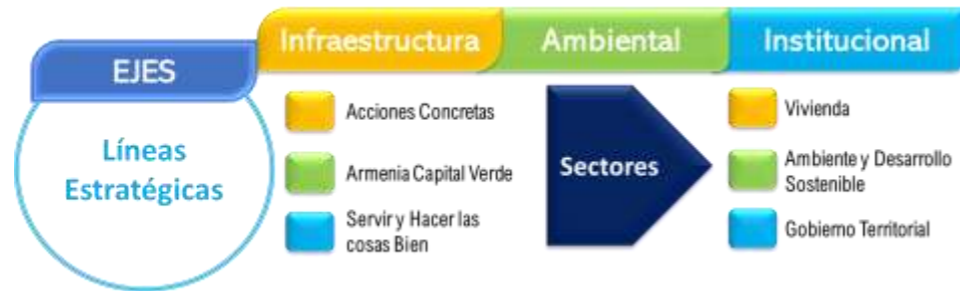 Infraestructura
Ambiental
Institucional
EJES
Líneas
Estratégicas
Acciones Concretas
Armenia Capital Verde
Servir y Hacer las
cosas Bien
Sectores
Vivienda
Ambiente y Desarrollo
Sostenible
Gobierno Territorial